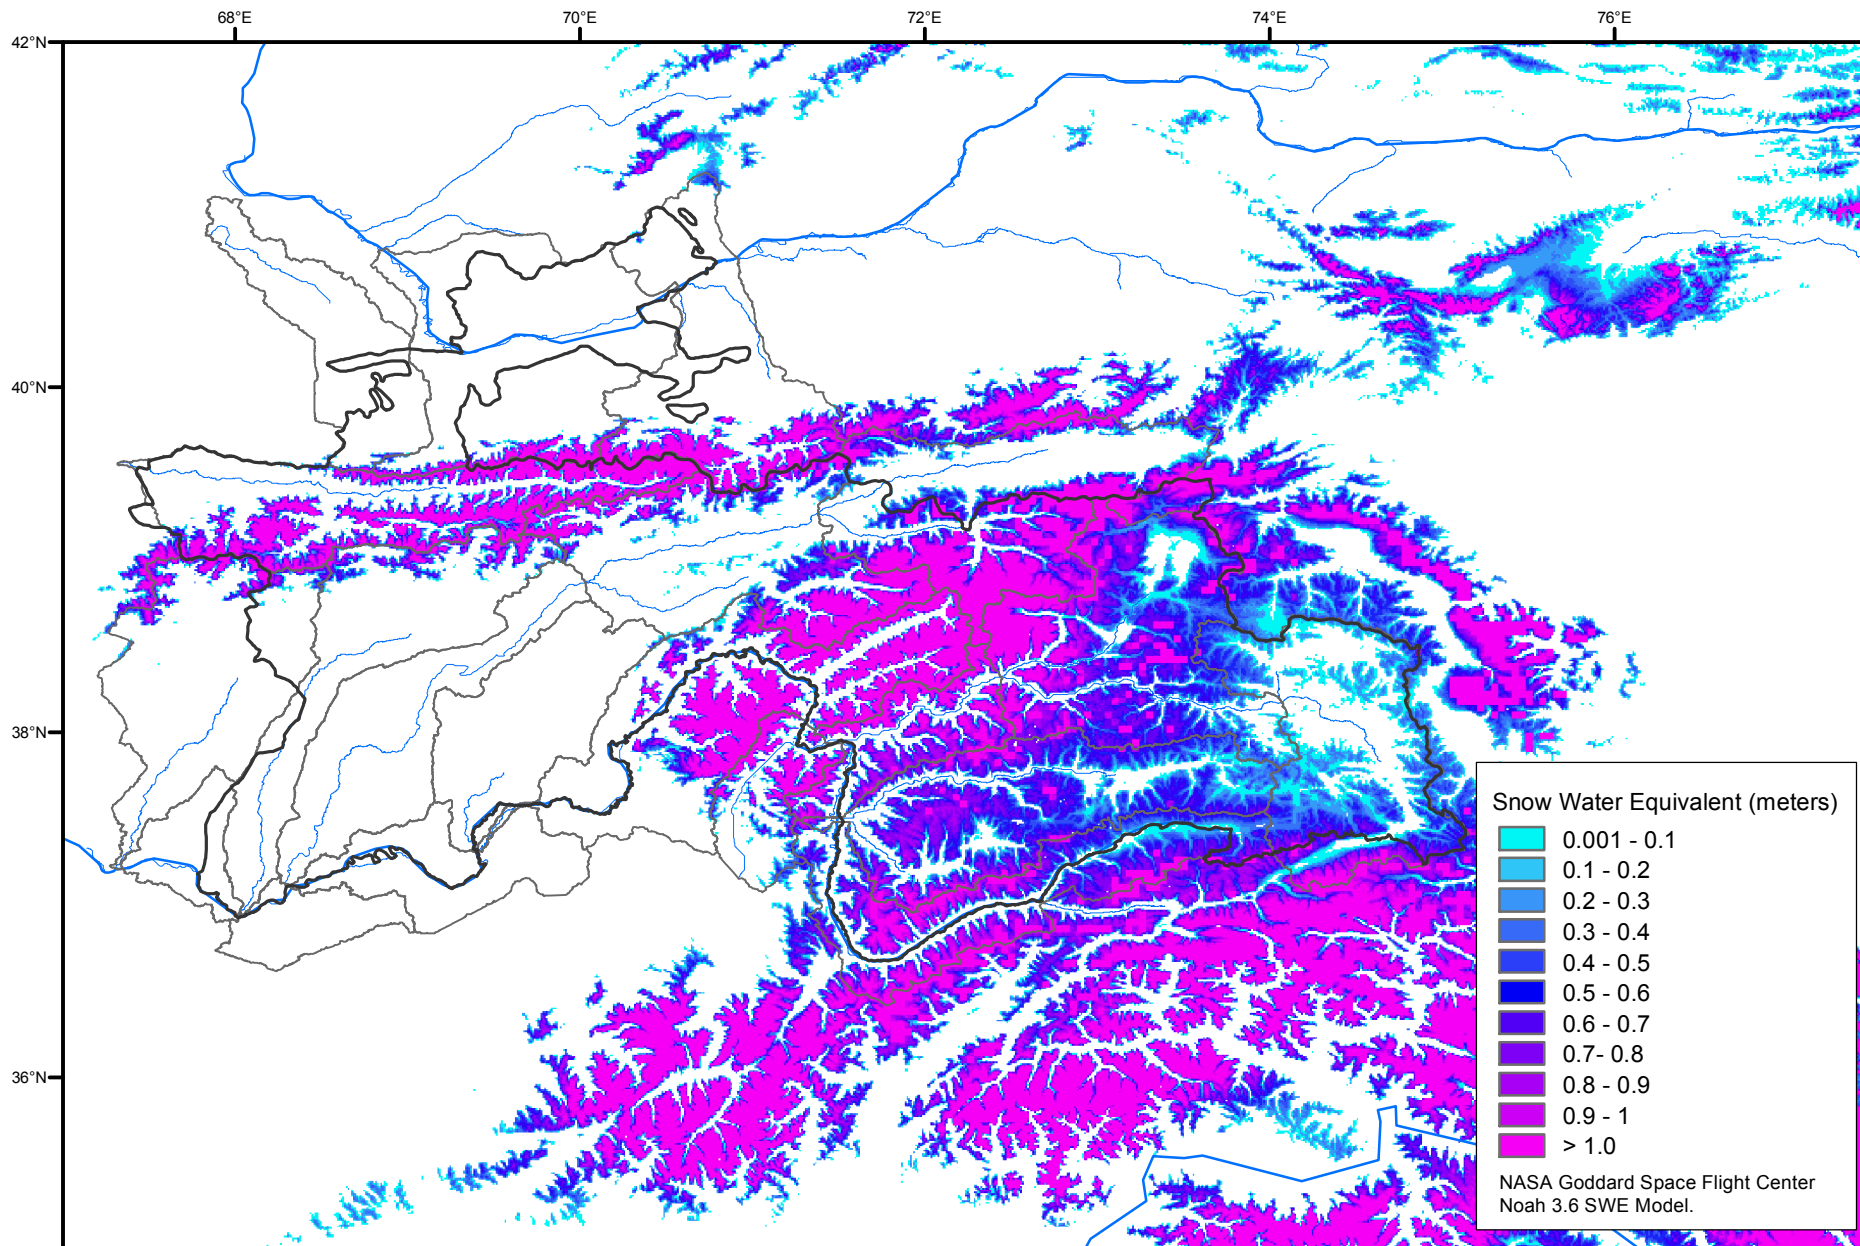 68°E 70°E 72°E 74°E 76°E
42°N
40°N
38°N
36°N
Snow Water Equivalent (meters)
0.001 - 0.1
0.1 - 0.2
0.2 - 0.3
0.3 - 0.4
0.4 - 0.5
0.5 - 0.6
0.6 - 0.7
0.7- 0.8
0.8 - 0.9
0.9 - 1
> 1.0
NASA Goddard Space Flight Center
Noah 3.6 SWE Model.